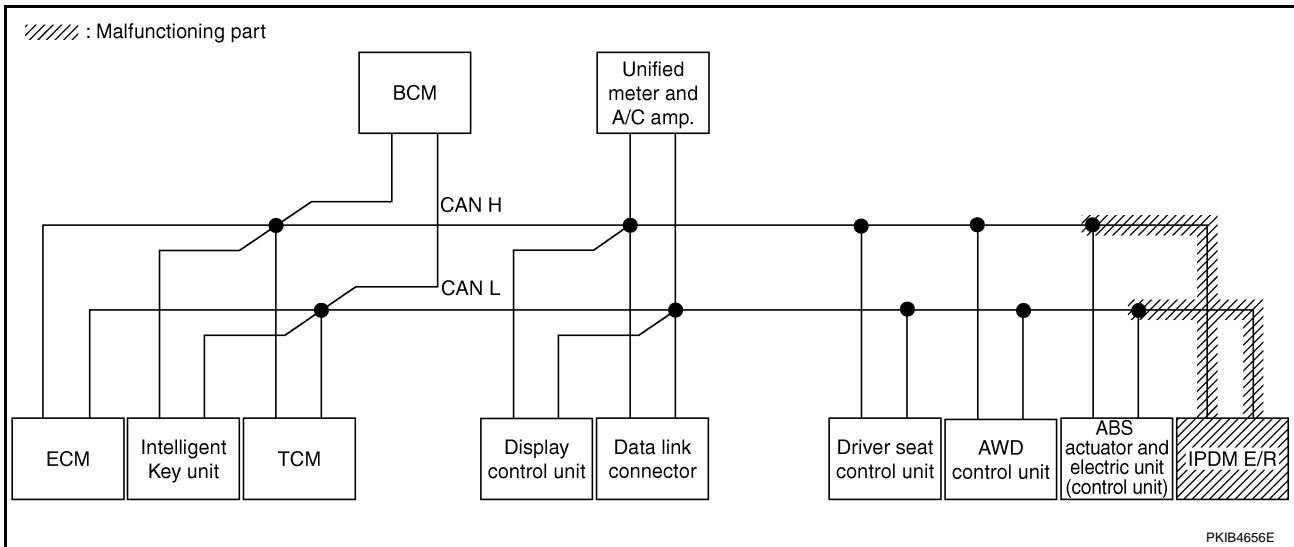 : Malfunctioning part
BCM
Unified
meter and
A/C amp.
CAN H
CAN L
ECM
Intelligent
Key unit
TCM
Display
control unit
Data link
connector
Driver seat
control unit
AWD
control unit
ABS
actuator and
electric unit
(control unit)
IPDM E/R
PKIB4656E